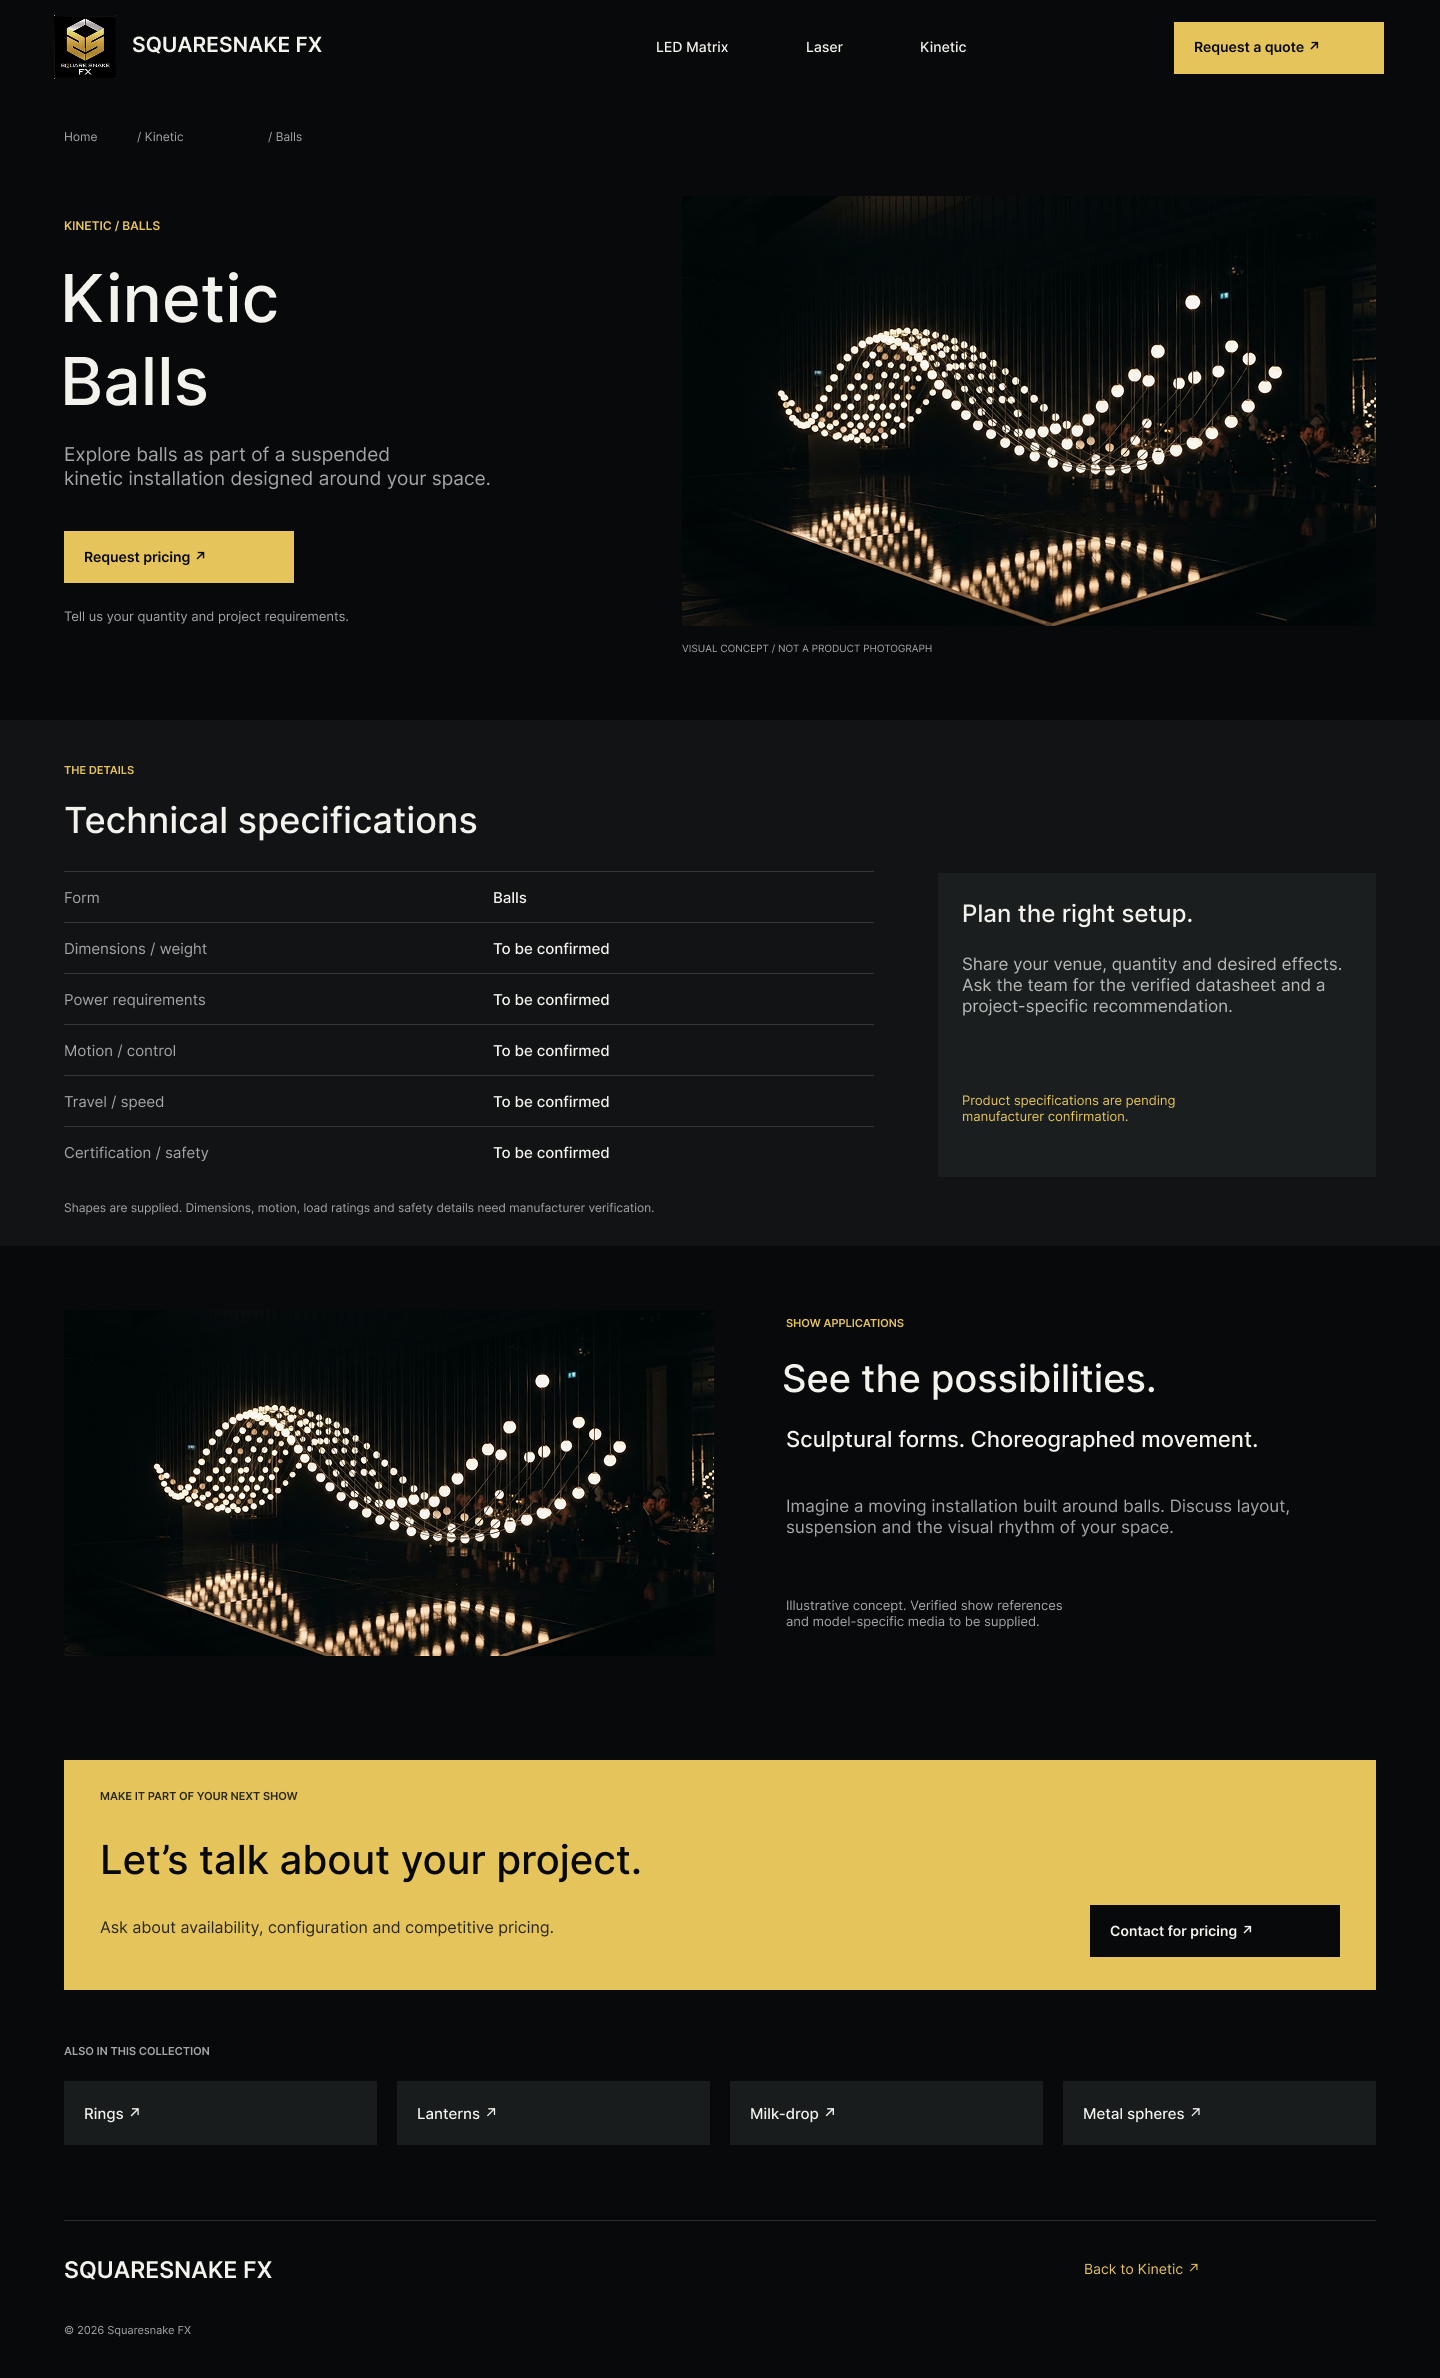 SQUARE SNAKE
FX
SQUARESNAKE FX
LED Matrix
Laser
Kinetic
Request a quote ↗
Home / Kinetic / Balls
KINETIC / BALLS
Kinetic
Balls
Explore balls as part of a suspended
kinetic installation designed around your space.
Request pricing ↗
Tell us your quantity and project requirements.
VISUAL CONCEPT / NOT A PRODUCT PHOTOGRAPH
THE DETAILS
Technical specifications
Form Balls
Dimensions / weight To be confirmed
Power requirements To be confirmed
Motion / control To be confirmed
Travel / speed To be confirmed
Certification / safety To be confirmed
Shapes are supplied. Dimensions, motion, load ratings and safety details need manufacturer verification.
Plan the right setup.
Share your venue, quantity and desired effects.
Ask the team for the verified datasheet and a
project-specific recommendation.
Product specifications are pending
manufacturer confirmation.
SHOW APPLICATIONS
See the possibilities.
Sculptural forms. Choreographed movement.
Imagine a moving installation built around balls. Discuss layout,
suspension and the visual rhythm of your space.
Illustrative concept. Verified show references
and model-specific media to be supplied.
MAKE IT PART OF YOUR NEXT SHOW
Let’s talk about your project.
Ask about availability, configuration and competitive pricing.
Contact for pricing ↗
ALSO IN THIS COLLECTION
Rings ↗
Lanterns ↗
Milk-drop ↗
Metal spheres ↗
SQUARESNAKE FX
Back to Kinetic ↗
© 2026 Squaresnake FX